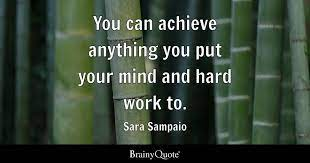 You can achieve
anything you put
your mind and hard
work to.
Sara Sampaio
BrainyQuote®